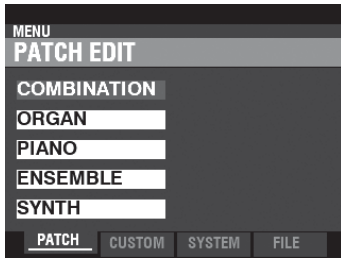 MENU
PATCH EDIT
COMBINATION
ORGAN
PIANO
ENSEMBLE
SYNTH
PATCH CUSTOM SYSTEM FILE